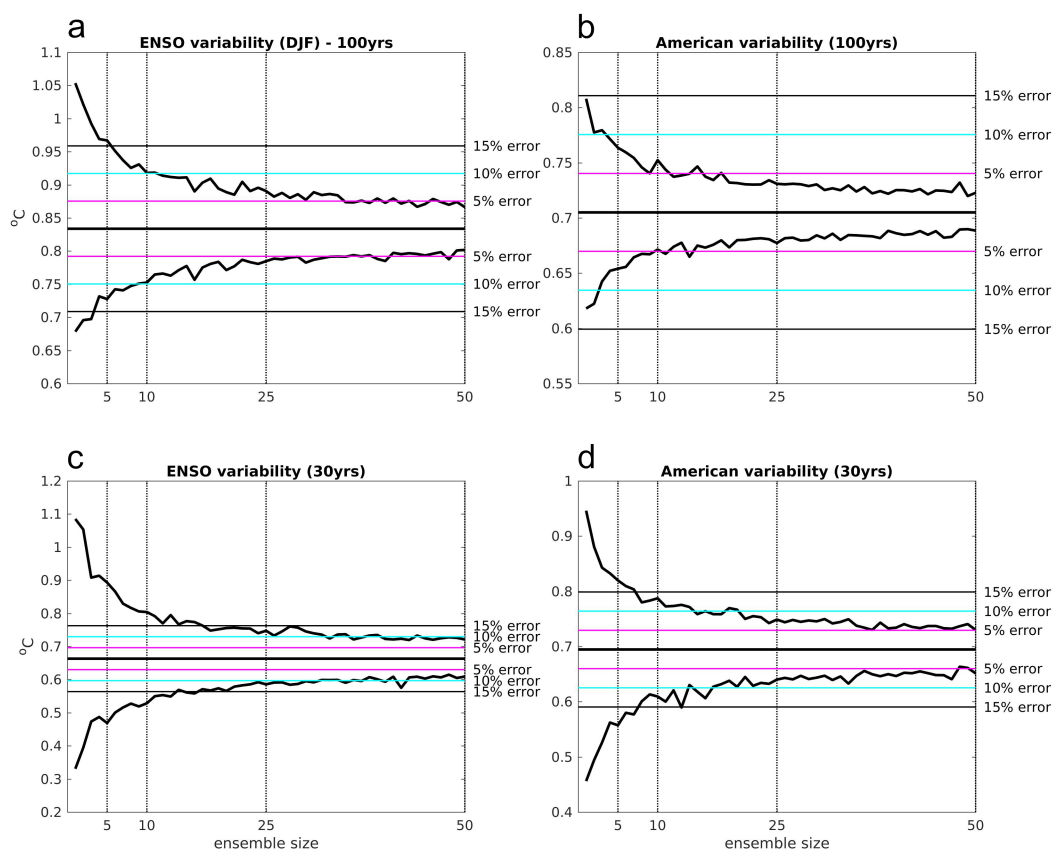 a
ENSO variability (DJF) - 100yrs
1.1
1.05
1
0.95
0.9
0.85
0.8
0.75
0.7
0.65
0.6
°C
15% error
10% error
5% error
5% error
10% error
15% error
5 10 25 50
b
American variability (100yrs)
0.85
0.8
0.75
0.7
0.65
0.6
0.55
15% error
10% error
5% error
5% error
10% error
15% error
5 10 25 50
c
ENSO variability (30yrs)
1.2
1.1
1
0.9
0.8
0.7
0.6
0.5
0.4
0.3
0.2
°C
15% error
10% error
5% error
5% error
10% error
15% error
5 10 25 50
ensemble size
d
American variability (30yrs)
1
0.9
0.8
0.7
0.6
0.5
0.4
15% error
10% error
5% error
5% error
10% error
15% error
5 10 25 50
ensemble size